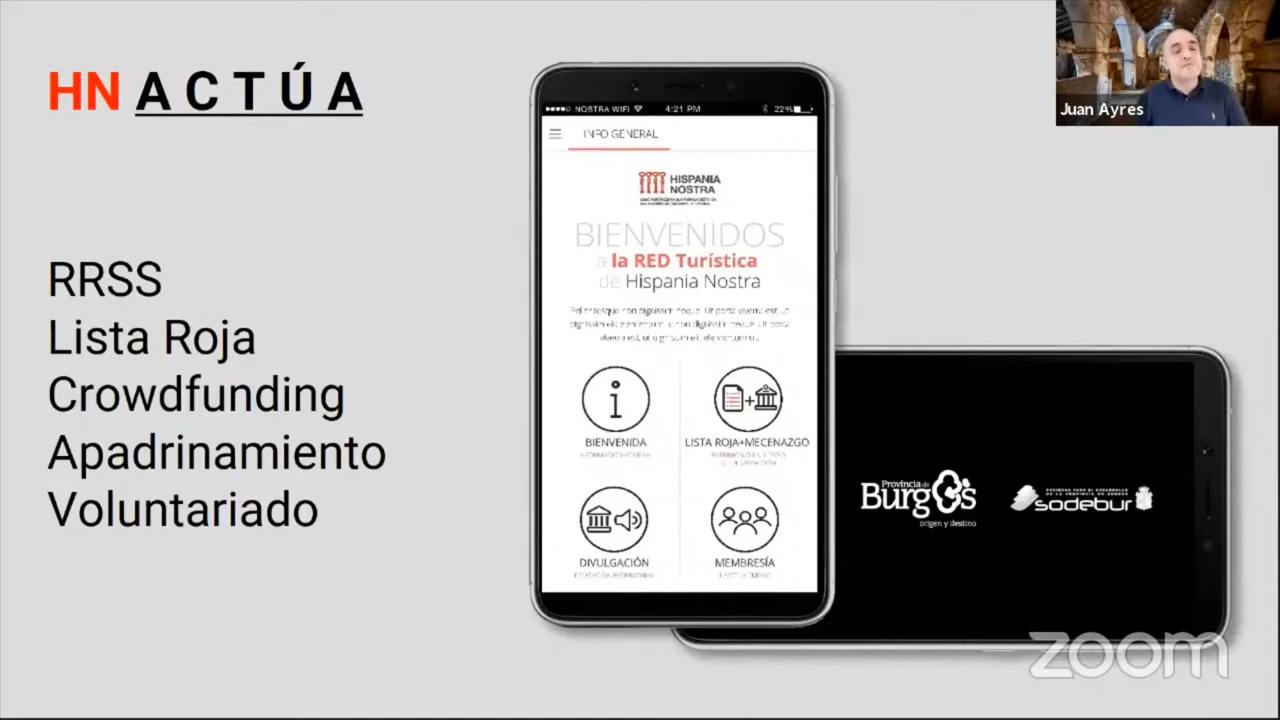 HN ACTÚA
RRSS
Lista Roja
Crowdfunding
Apadrinamiento
Voluntariado
NOSTRA WIFI
4:21 PM
22%
INFO GENERAL
HISPANIA
NOSTRA
BIENVENIDOS
a la RED Turística
de Hispania Nostra
BIENVENIDA
LISTA ROJA+MECENAZGO
DIVULGACIÓN
MEMBRESÍA
Provincia de
Burgos
origen y destino
sodebur
Juan Ayres
zoom